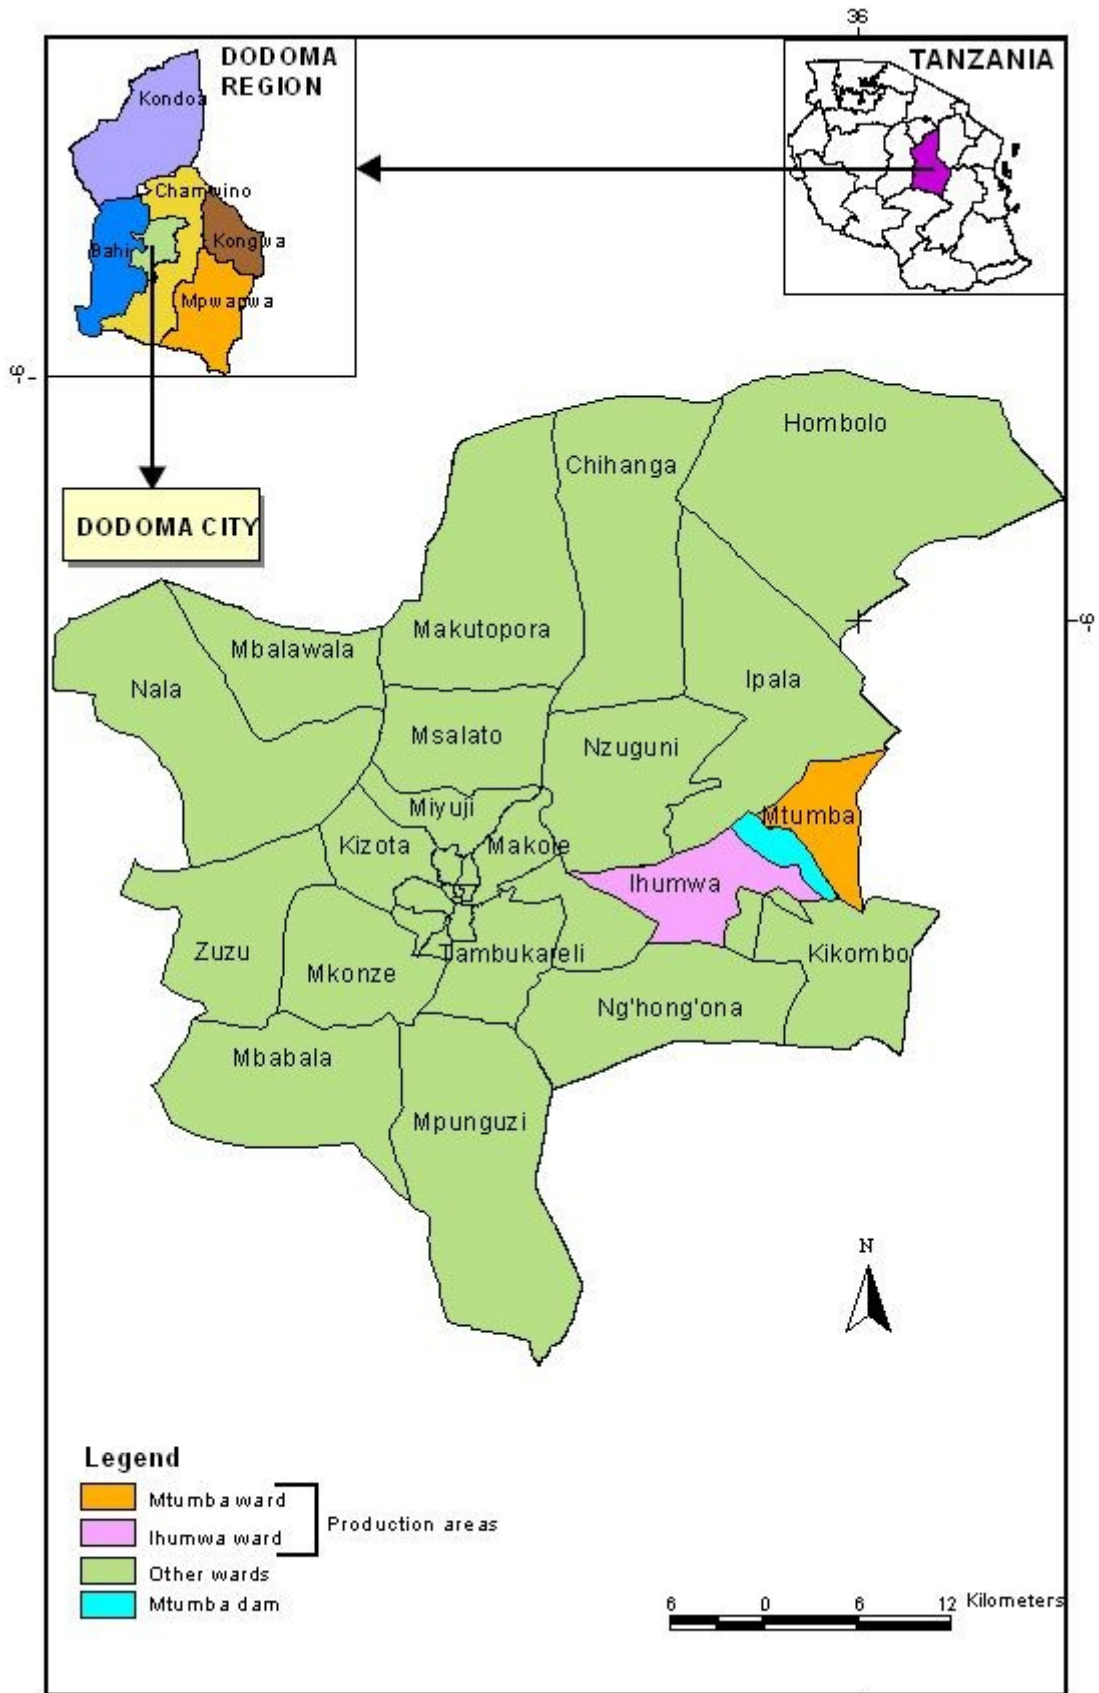 36
DODOMA
REGION
TANZANIA
Kondoa
Chamwino
Bahi
Kongwa
Mpwapwa
-6
DODOMA CITY
Hombolo
Chihanga
Makutopora
-6
Mbalawala
Ipala
Nala
Msalato
Nzuguni
Miyuji
Mtumba
Kizota
Makole
Ihumwa
Zuzu
Tambukareli
Kikombo
Mkonze
Ng'hong'ona
Mbabala
Mpunguzi
N
Legend
Mtumba ward
Ihumwa ward
Production areas
Other wards
Mtumba dam
6 0 6 12 Kilometers